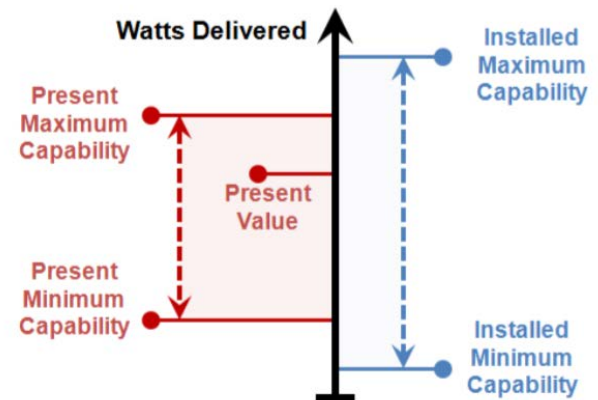 Watts Delivered
Installed
Maximum
Capability
Present
Maximum
Capability
Present
Value
Present
Minimum
Capability
Installed
Minimum
Capability